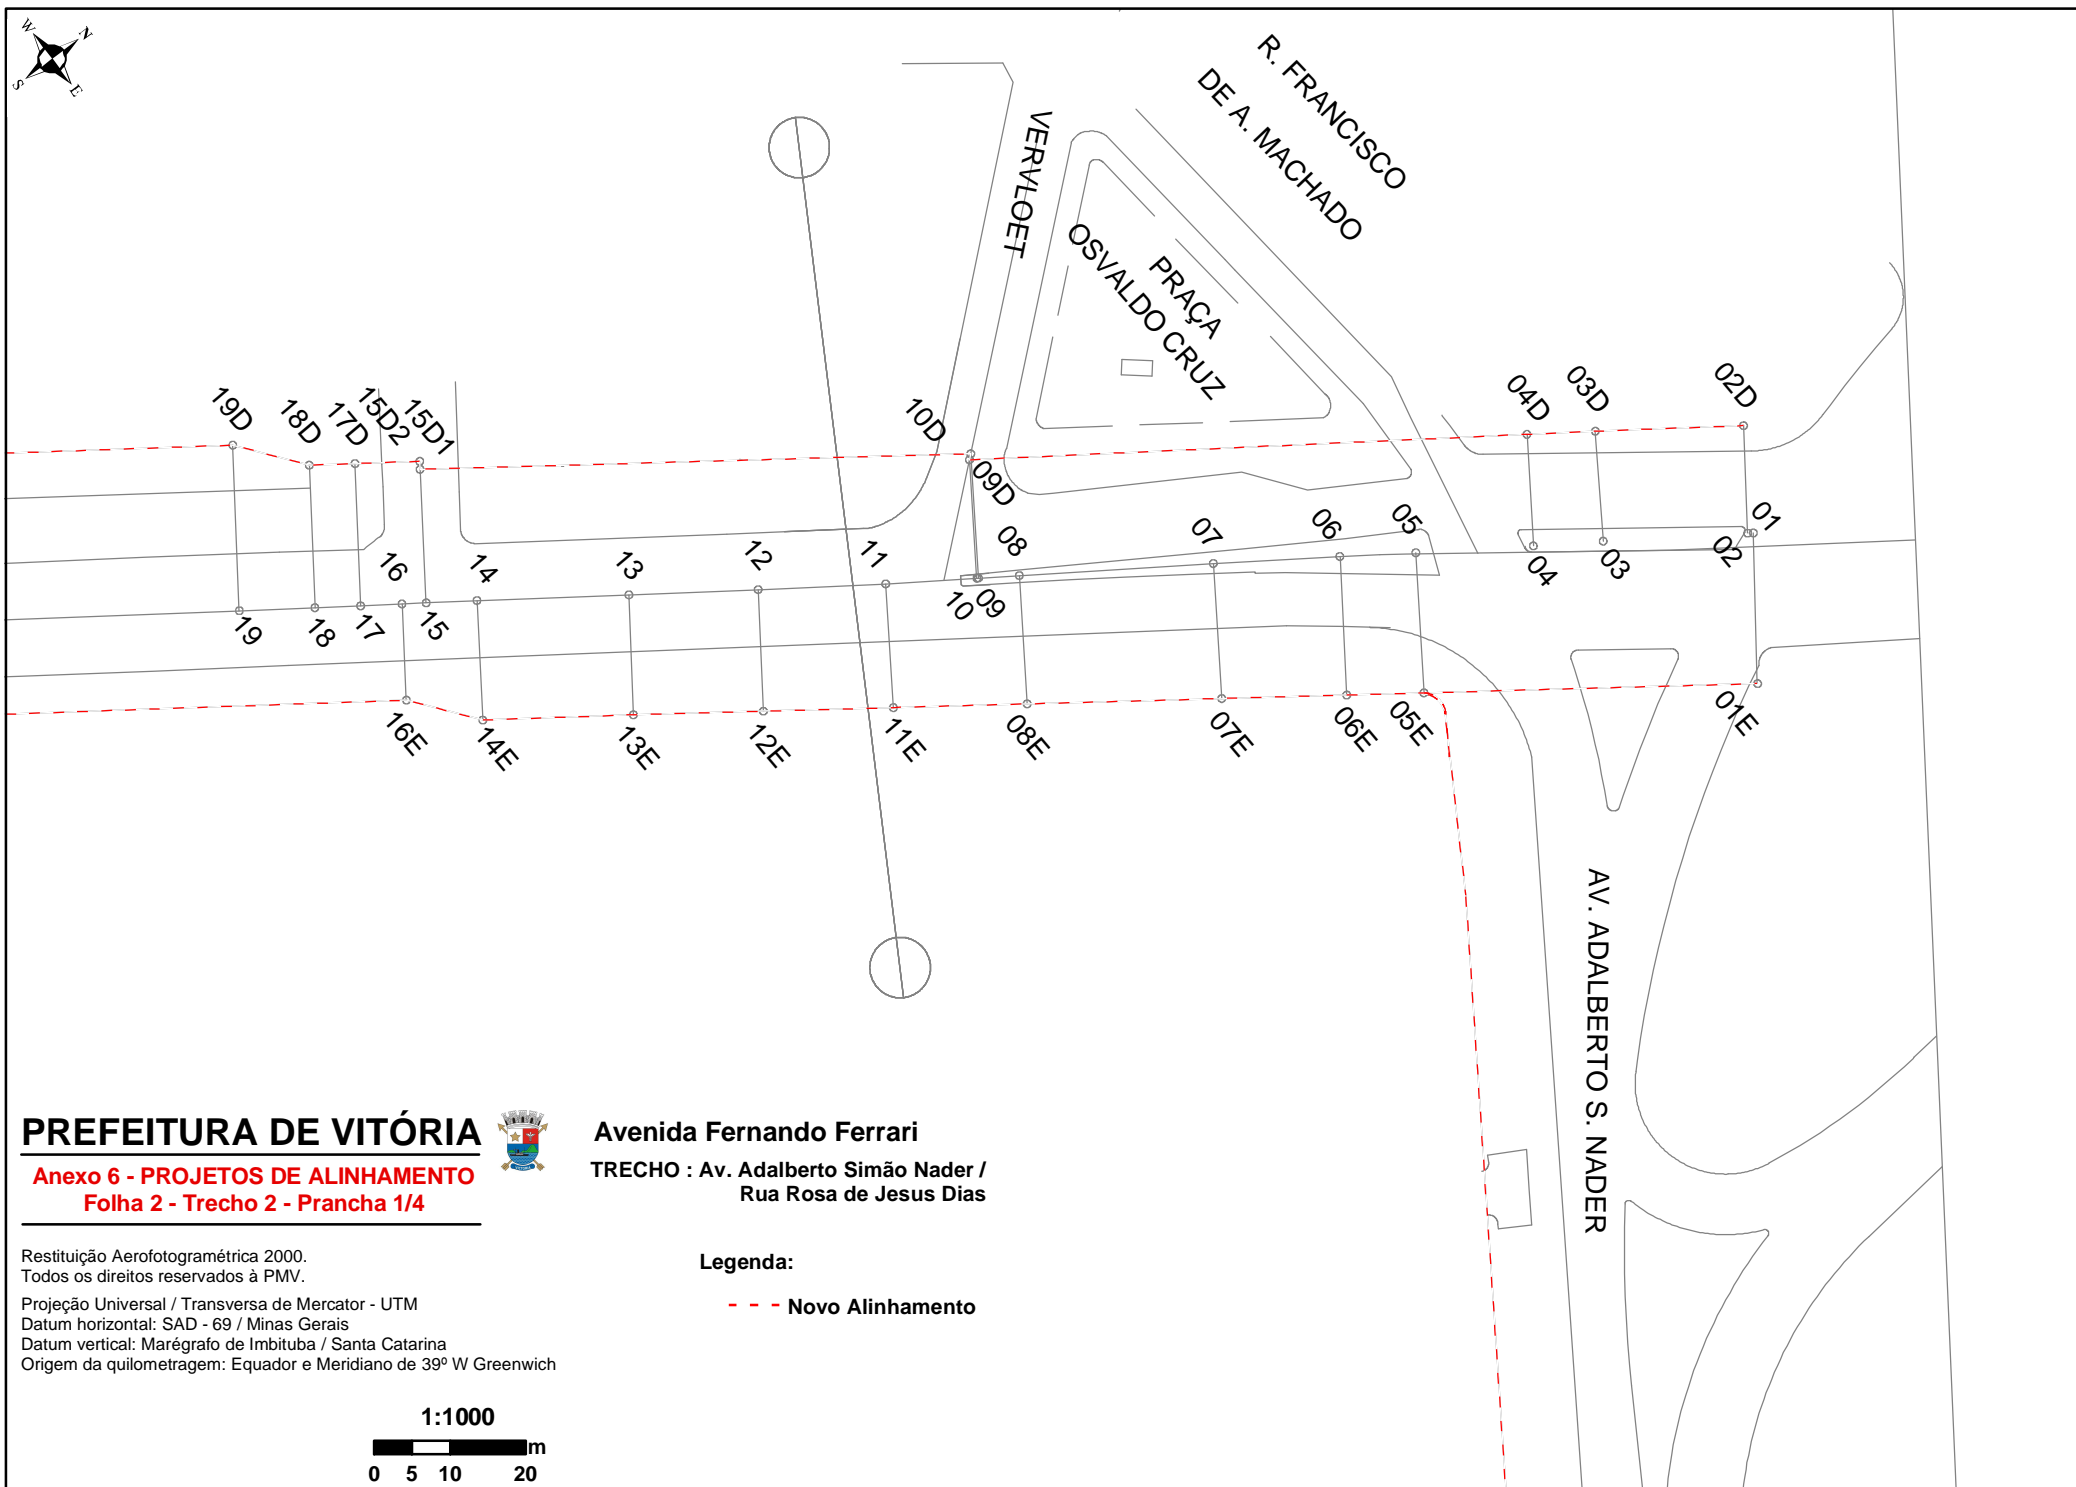 W
N
S
E
R. FRANCISCO
DE A. MACHADO
VERVLOET
PRAÇA
OSVALDO CRUZ
19D
18D
17D
15D2
15D1
10D
09D
04D
03D
02D
01
02
03
04
05
06
07
08
09
10
11
12
13
14
15
16
17
18
19
16E
14E
13E
12E
11E
08E
07E
06E
05E
01E
AV. ADALBERTO S. NADER
PREFEITURA DE VITÓRIA
Anexo 6 - PROJETOS DE ALINHAMENTO
Folha 2 - Trecho 2 - Prancha 1/4
Avenida Fernando Ferrari
TRECHO : Av. Adalberto Simão Nader /
Rua Rosa de Jesus Dias
Restituição Aerofotogramétrica 2000.
Todos os direitos reservados à PMV.
Projeção Universal / Transversa de Mercator - UTM
Datum horizontal: SAD - 69 / Minas Gerais
Datum vertical: Marégrafo de Imbituba / Santa Catarina
Origem da quilometragem: Equador e Meridiano de 39º W Greenwich
Legenda:
Novo Alinhamento
1:1000
m
0 5 10 20